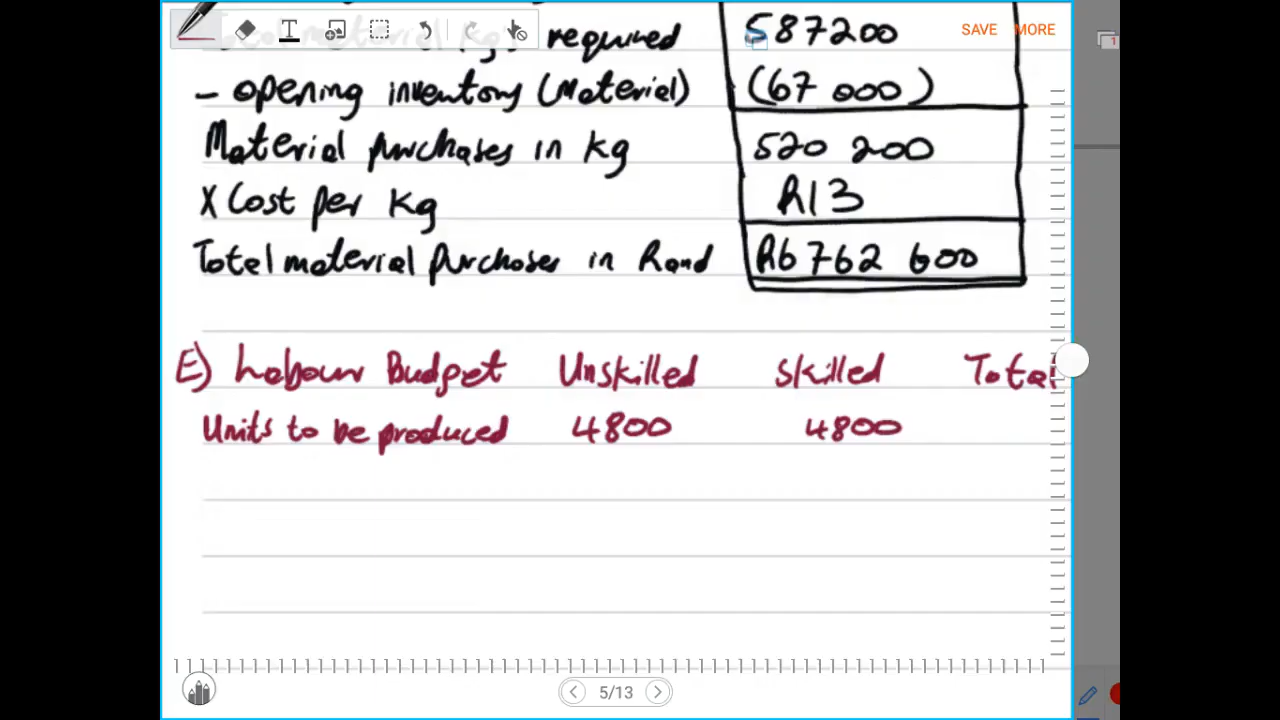 SAVE MORE
required 587200
- opening inventory (Material) (67 000)
Material purchases in kg 520 200
X Cost per Kg R13
Total material purchases in Rand R6 762 600
E) Labour Budget Unskilled Skilled Total
Units to be produced 4800 4800
5/13
1